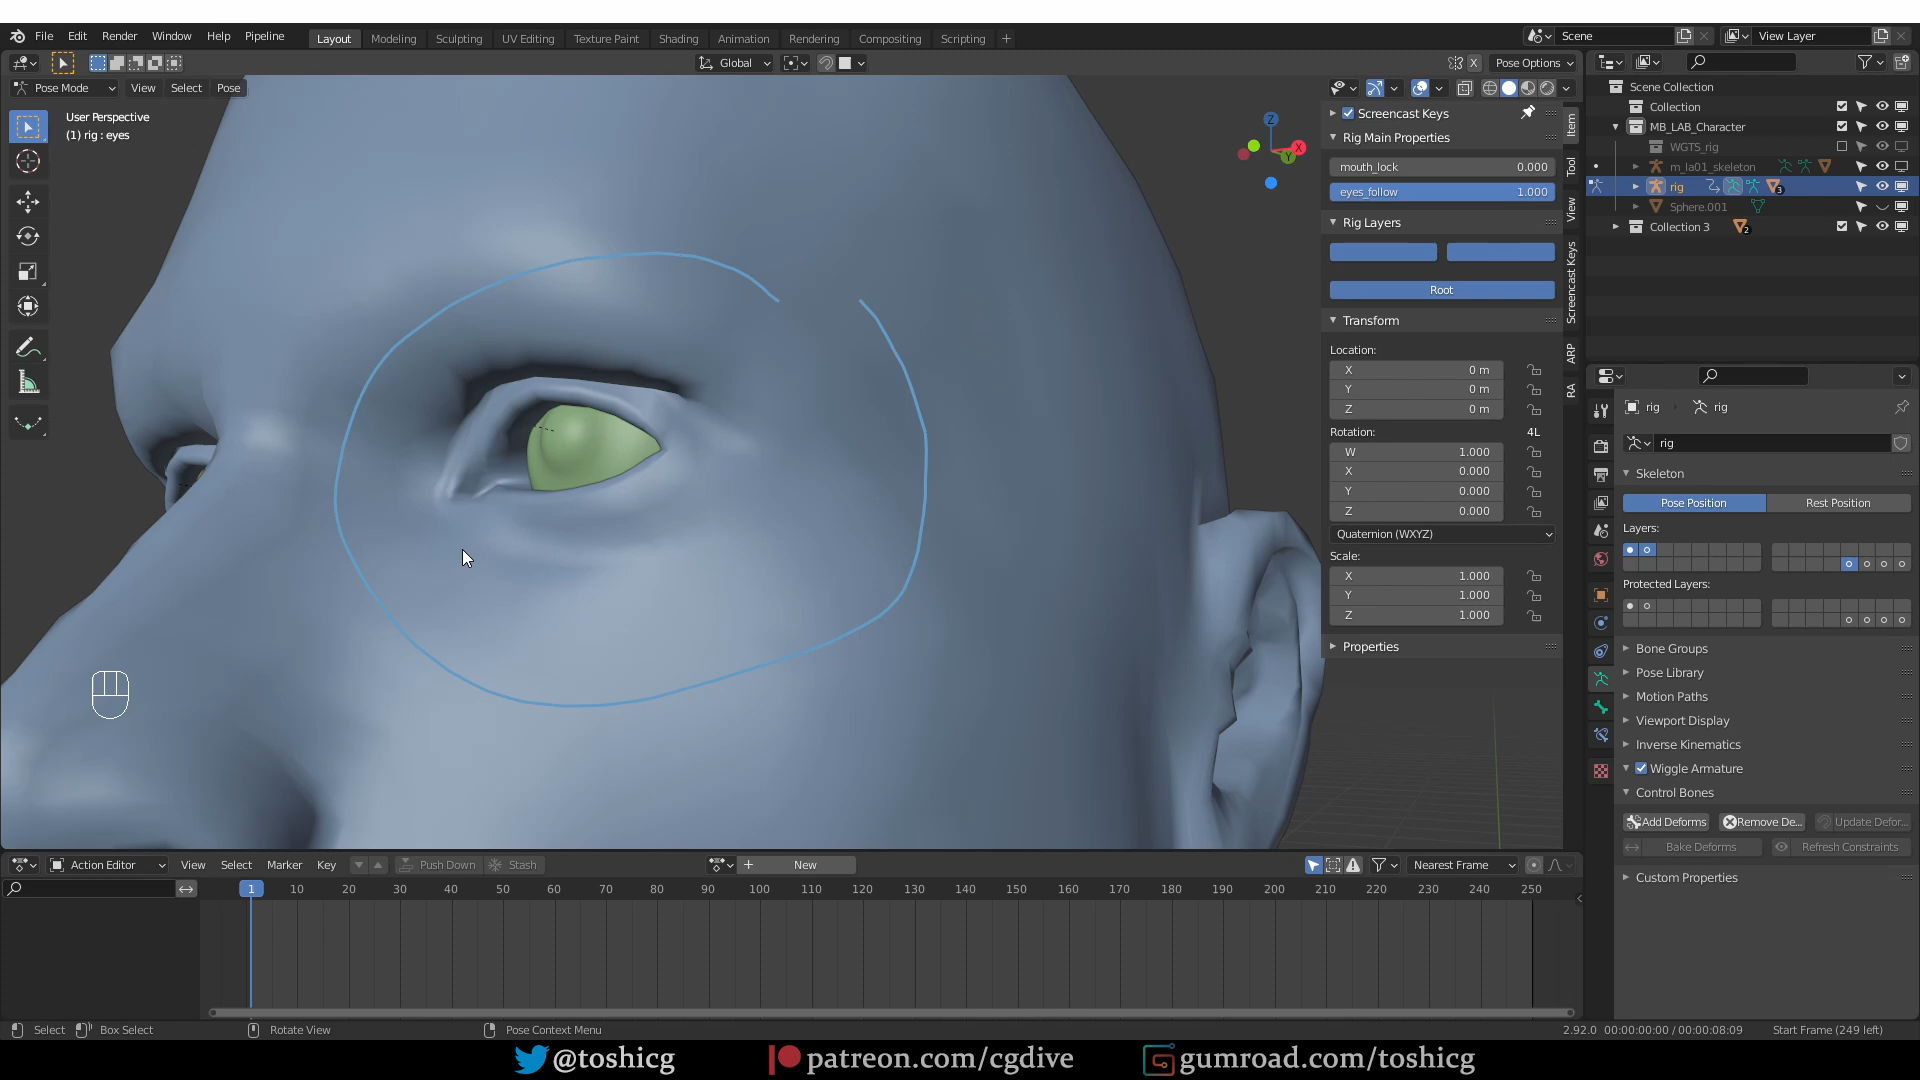 File Edit Render Window Help Pipeline
Layout Modeling Sculpting UV Editing Texture Paint Shading Animation Rendering Compositing Scripting +
Scene
View Layer
Global
Pose Options
Pose Mode View Select Pose
User Perspective
(1) rig : eyes
Z
X
Y
Screencast Keys
Rig Main Properties
mouth_lock 0.000
eyes_follow 1.000
Rig Layers
Root
Transform
Location:
X 0 m
Y 0 m
Z 0 m
Rotation: 4L
W 1.000
X 0.000
Y 0.000
Z 0.000
Quaternion (WXYZ)
Scale:
X 1.000
Y 1.000
Z 1.000
Properties
Item
Tool
View
Screencast Keys
ARP
RA
Scene Collection
Collection
MB_LAB_Character
WGTS_rig
m_la01_skeleton
rig 3
Sphere.001
Collection 3 2
rig rig
rig
Skeleton
Pose Position Rest Position
Layers:
Protected Layers:
Bone Groups
Pose Library
Motion Paths
Viewport Display
Inverse Kinematics
Wiggle Armature
Control Bones
Add Deforms Remove De... Update Defor...
Bake Deforms Refresh Constraints
Custom Properties
Action Editor View Select Marker Key Push Down Stash + New Nearest Frame
1 10 20 30 40 50 60 70 80 90 100 110 120 130 140 150 160 170 180 190 200 210 220 230 240 250
Select Box Select Rotate View Pose Context Menu 2.92.0 00:00:00:00 / 00:00:08:09 Start Frame (249 left)
@toshicg patreon.com/cgdive gumroad.com/toshicg